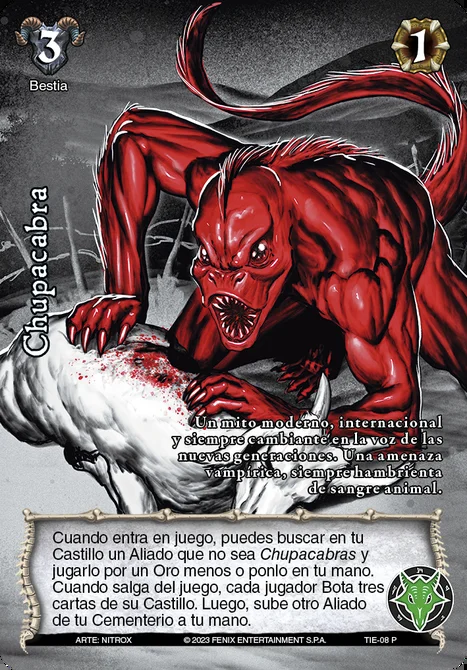 3
1
Bestia
Chupacabra
Un mito moderno, internacional
y siempre cambiante en la voz de las
nuevas generaciones. Una amenaza
vampírica, siempre hambrienta
de sangre animal.
Cuando entra en juego, puedes buscar en tu
Castillo un Aliado que no sea Chupacabras y
jugarlo por un Oro menos o ponlo en tu mano.
Cuando salga del juego, cada jugador Bota tres
cartas de su Castillo. Luego, sube otro Aliado
de tu Cementerio a tu mano.
ARTE: NITROX © 2023 FENIX ENTERTAINMENT S.P.A. TIE-08 P